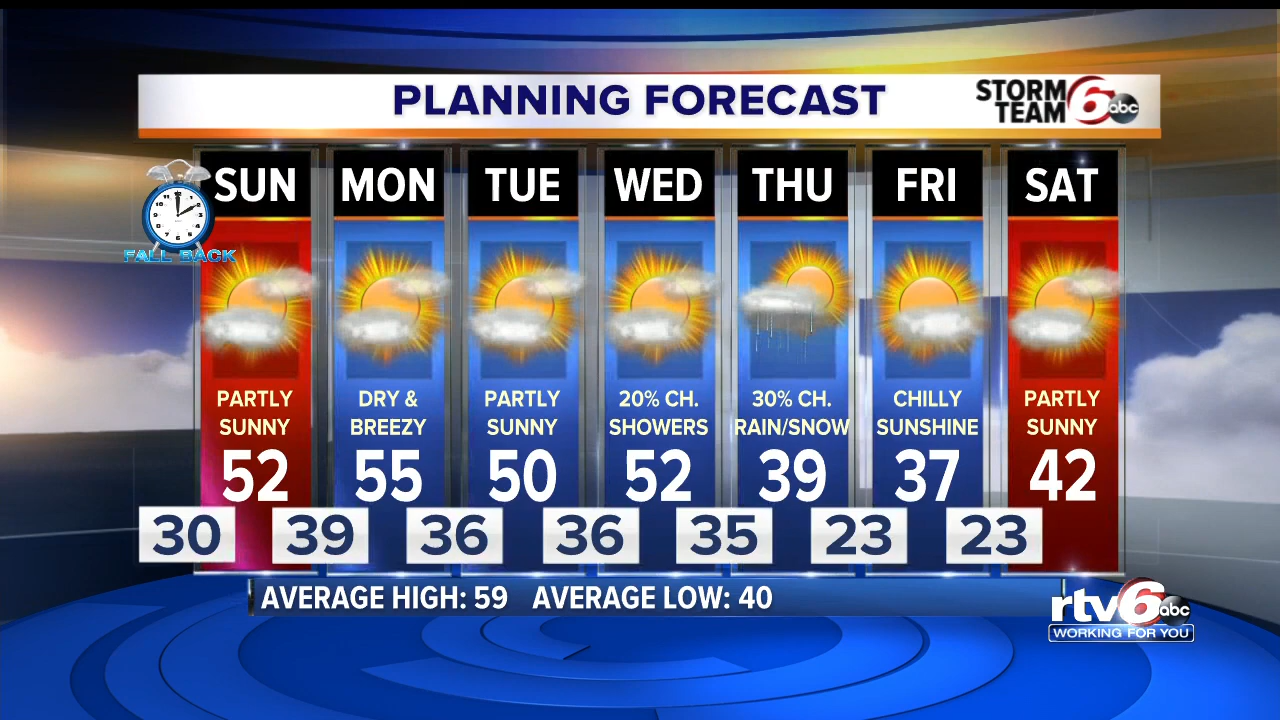 PLANNING FORECAST
STORM
TEAM 6 abc
SUN MON TUE WED THU FRI SAT
FALL BACK
PARTLY SUNNY
DRY & BREEZY
PARTLY SUNNY
20% CH. SHOWERS
30% CH. RAIN/SNOW
CHILLY SUNSHINE
PARTLY SUNNY
52 55 50 52 39 37 42
30 39 36 36 35 23 23
AVERAGE HIGH: 59 AVERAGE LOW: 40
rtv6 abc
WORKING FOR YOU